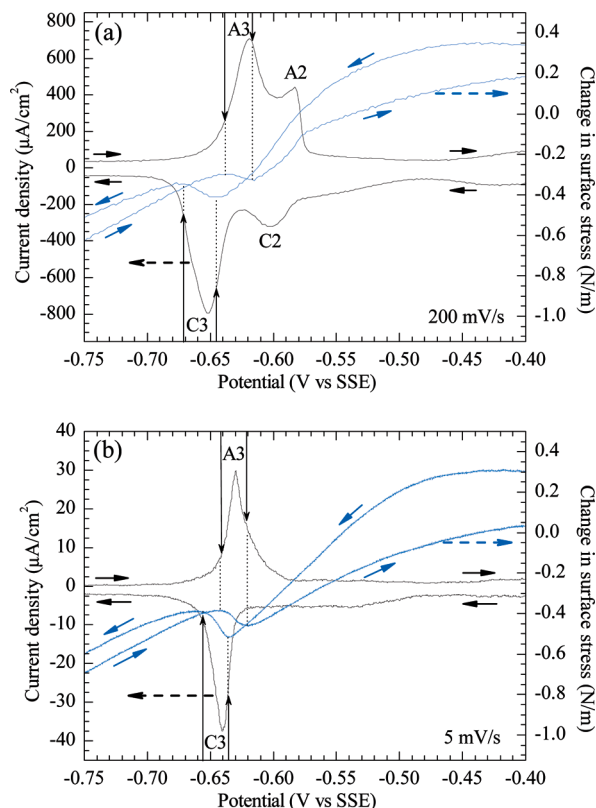 (a)
A3
A2
C2
C3
200 mV/s
800
600
400
200
0
-200
-400
-600
-800
Current density (μA/cm²)
0.4
0.2
0.0
-0.2
-0.4
-0.6
-0.8
-1.0
Change in surface stress (N/m)
-0.75 -0.70 -0.65 -0.60 -0.55 -0.50 -0.45 -0.40
Potential (V vs SSE)
(b)
A3
C3
5 mV/s
40
30
20
10
0
-10
-20
-30
-40
Current density (μA/cm²)
0.4
0.2
0.0
-0.2
-0.4
-0.6
-0.8
-1.0
Change in surface stress (N/m)
-0.75 -0.70 -0.65 -0.60 -0.55 -0.50 -0.45 -0.40
Potential (V vs SSE)